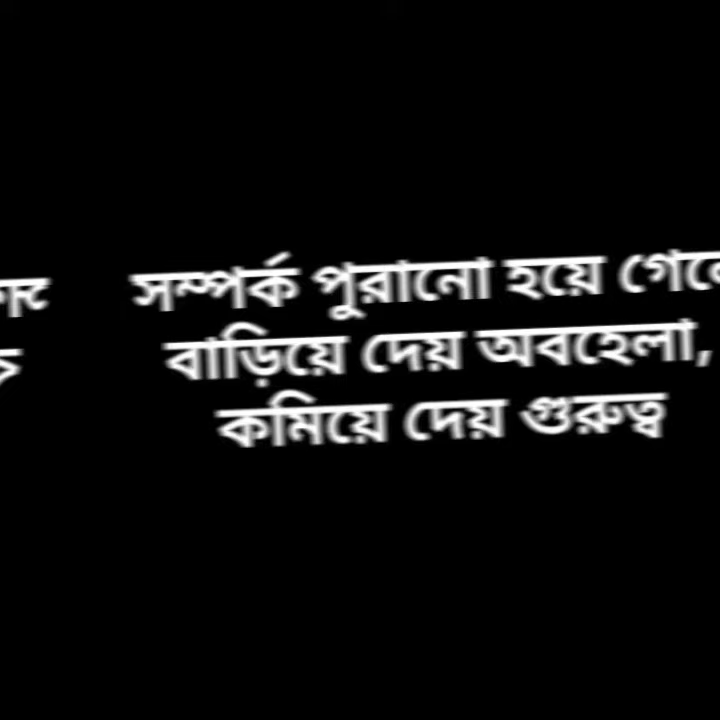 সম্পর্ক পুরানো হয়ে
বাড়িয়ে দেয় অবহেলা,
কমিয়ে দেয় গুরুত্ব